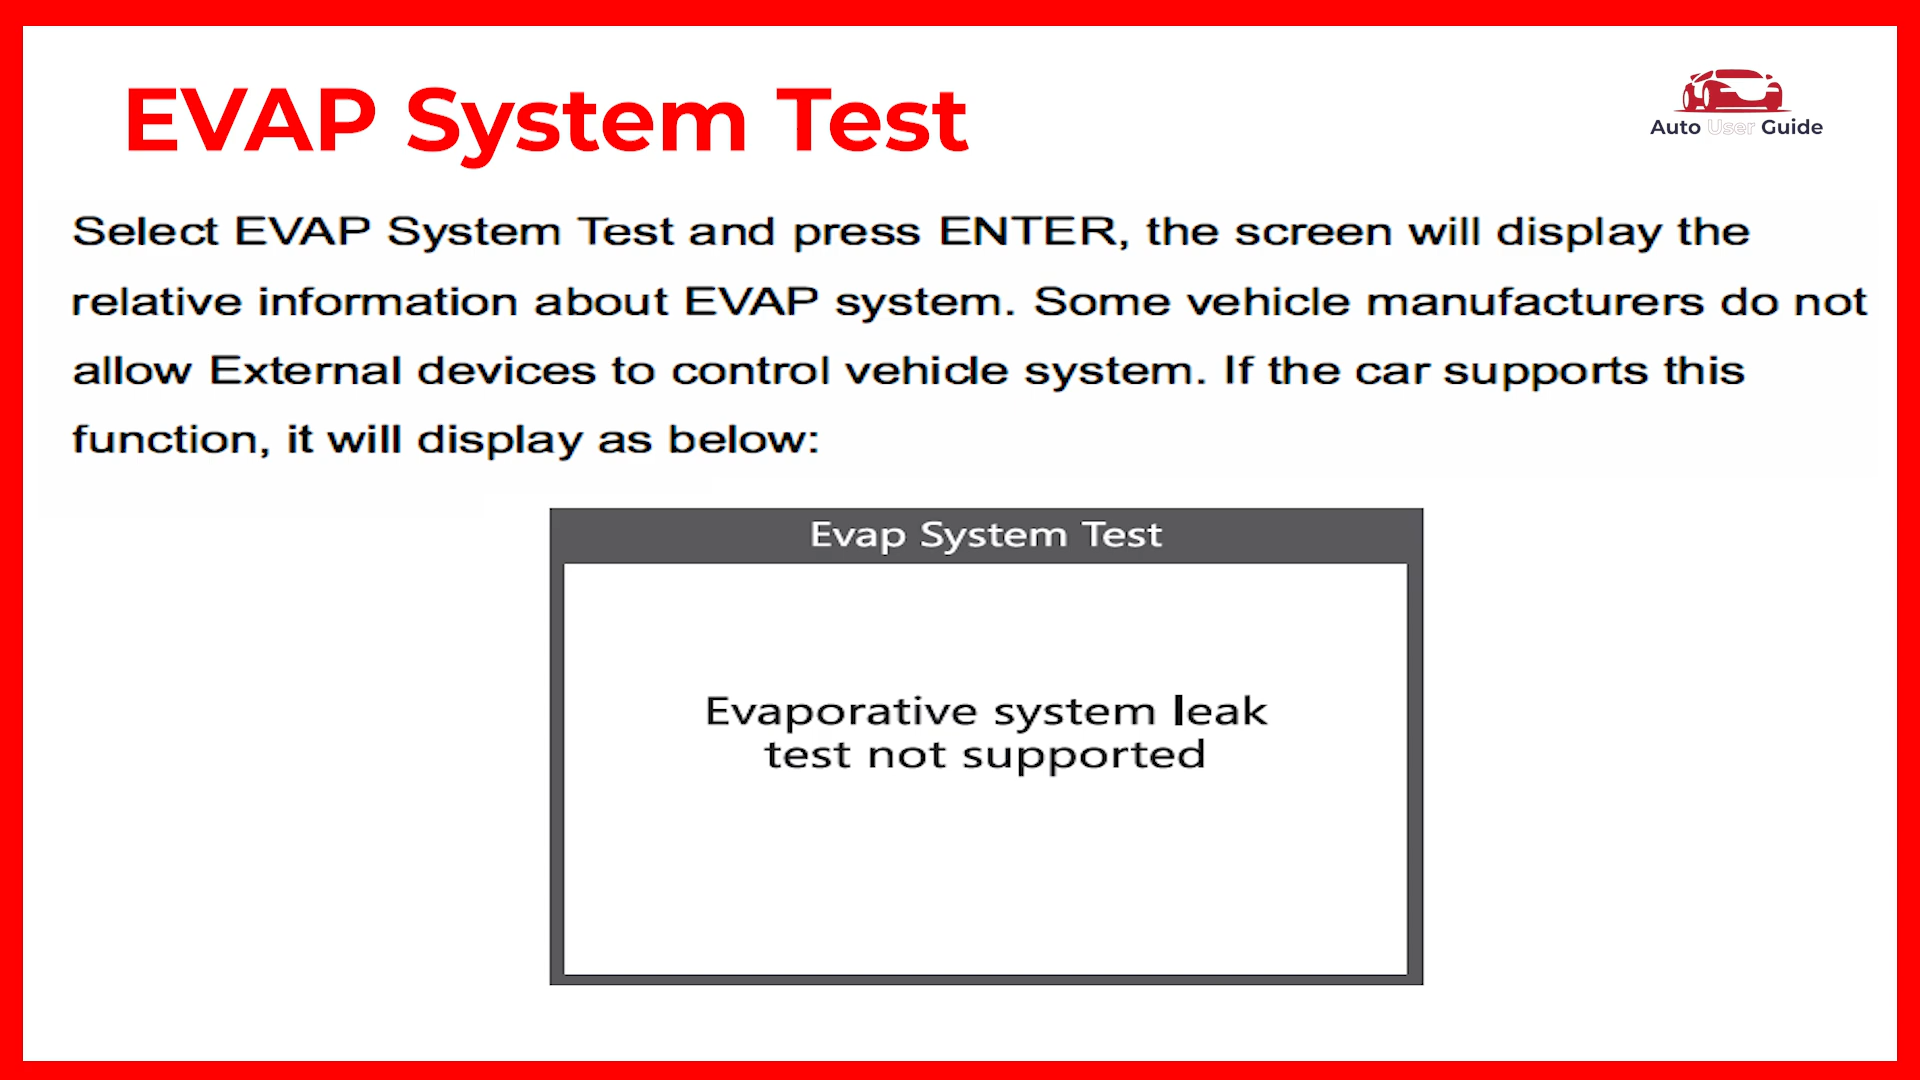 EVAP System Test
Auto User Guide
Select EVAP System Test and press ENTER, the screen will display the
relative information about EVAP system. Some vehicle manufacturers do not
allow External devices to control vehicle system. If the car supports this
function, it will display as below:
Evap System Test
Evaporative system leak
test not supported